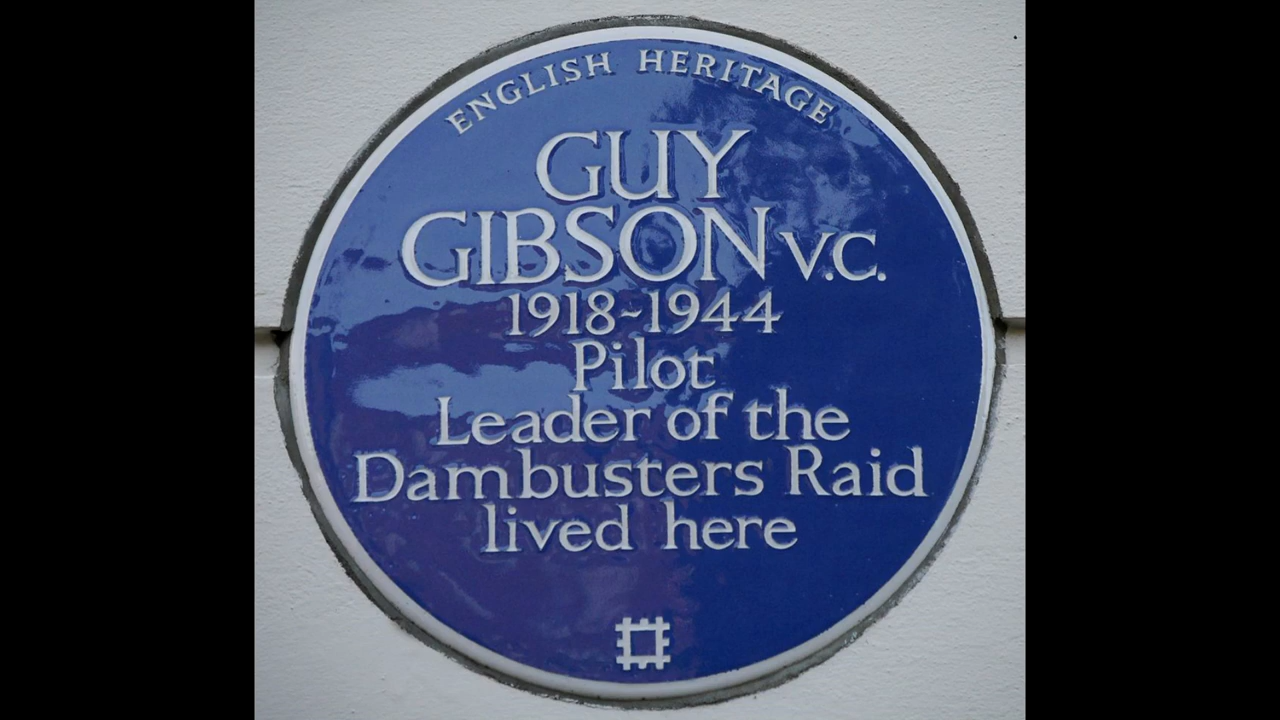 ENGLISH HERITAGE
GUY
GIBSON V.C.
1918-1944
Pilot
Leader of the
Dambusters Raid
lived here